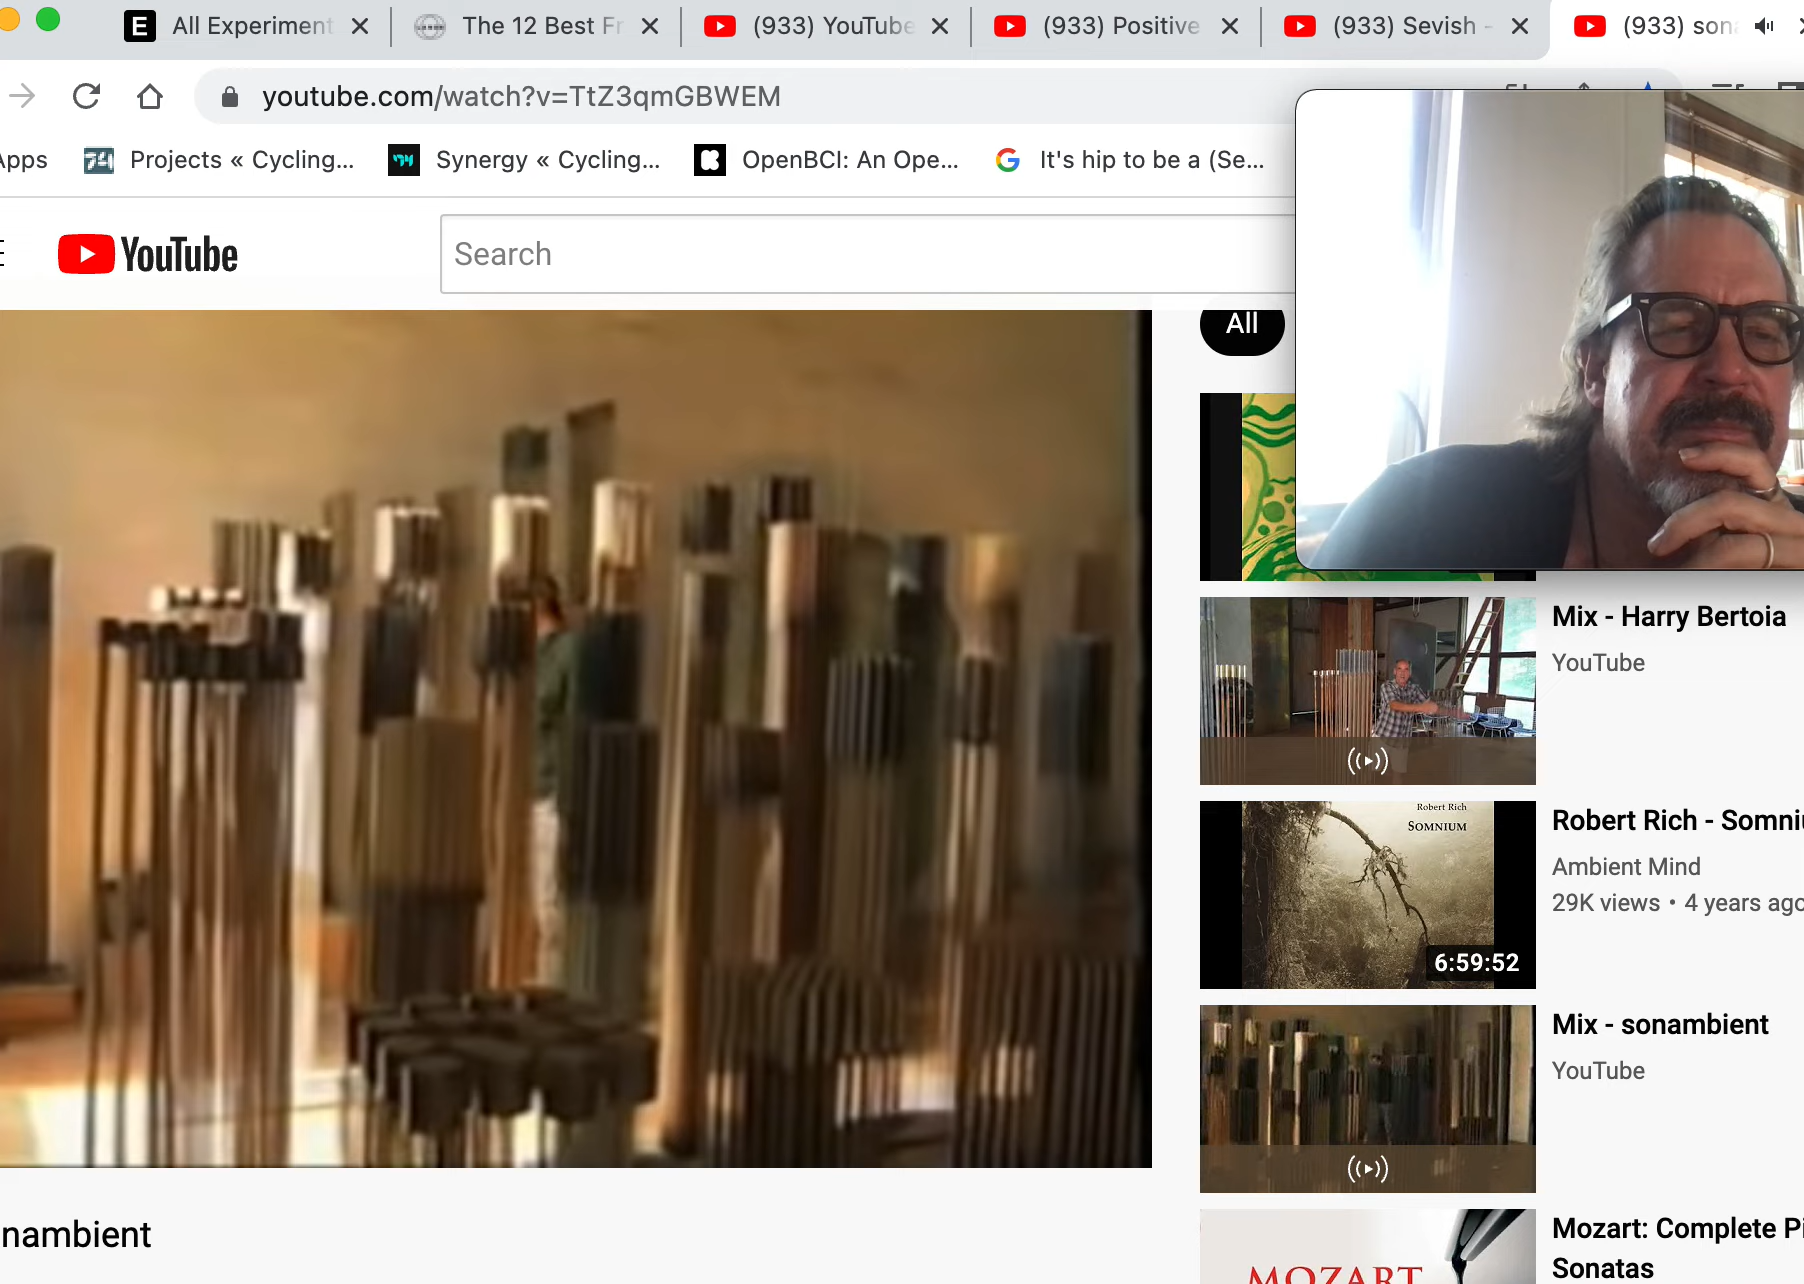 E All Experiment
The 12 Best Fr
(933) YouTube
(933) Positive
(933) Sevish -
(933) son
youtube.com/watch?v=TtZ3qmGBWEM
Apps
Projects « Cycling...
Synergy « Cycling...
OpenBCI: An Ope...
It's hip to be a (Se...
YouTube
Search
All
Mix - Harry Bertoia
YouTube
Robert Rich
SOMNIUM
6:59:52
Robert Rich - Somni
Ambient Mind
29K views • 4 years ago
Mix - sonambient
YouTube
MOZART
Mozart: Complete Pi
Sonatas
nambient